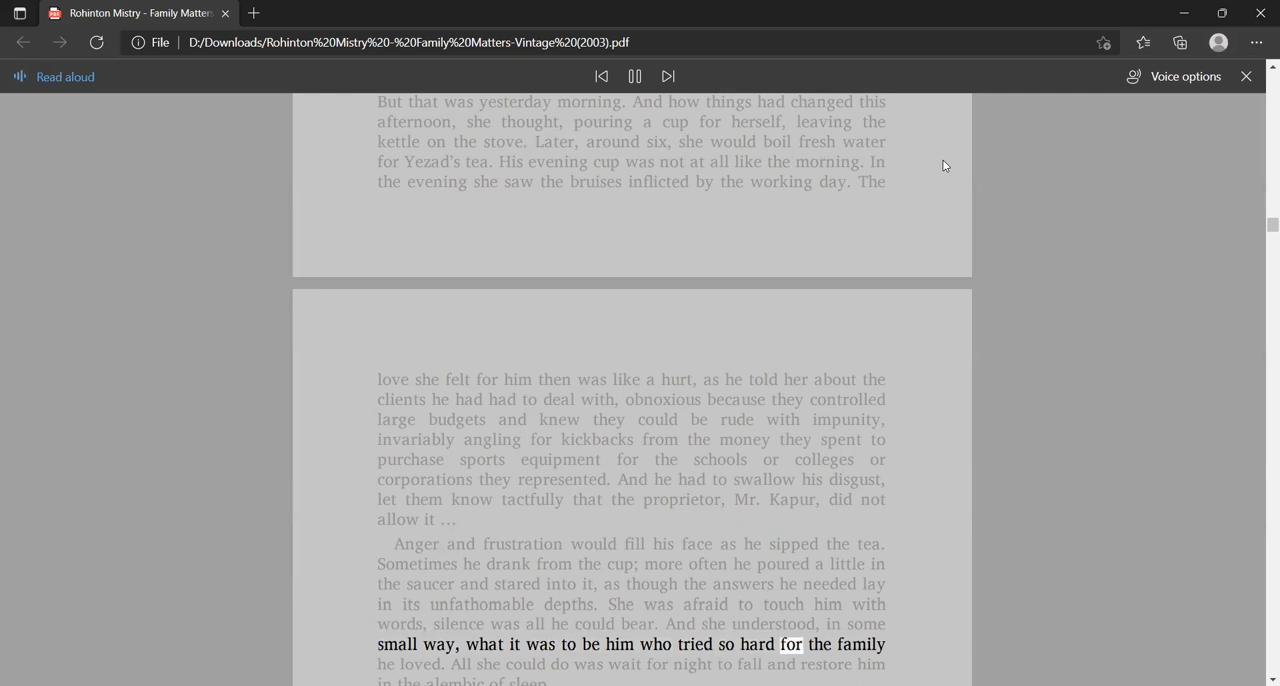 Rohinton Mistry - Family Matters
File D:/Downloads/Rohinton%20Mistry%20-%20Family%20Matters-Vintage%20(2003).pdf
Read aloud
Voice options
But that was yesterday morning. And how things had changed this
afternoon, she thought, pouring a cup for herself, leaving the
kettle on the stove. Later, around six, she would boil fresh water
for Yezad's tea. His evening cup was not at all like the morning. In
the evening she saw the bruises inflicted by the working day. The
love she felt for him then was like a hurt, as he told her about the
clients he had had to deal with, obnoxious because they controlled
large budgets and knew they could be rude with impunity,
invariably angling for kickbacks from the money they spent to
purchase sports equipment for the schools or colleges or
corporations they represented. And he had to swallow his disgust,
let them know tactfully that the proprietor, Mr. Kapur, did not
allow it …
Anger and frustration would fill his face as he sipped the tea.
Sometimes he drank from the cup; more often he poured a little in
the saucer and stared into it, as though the answers he needed lay
in its unfathomable depths. She was afraid to touch him with
words, silence was all he could bear. And she understood, in some
small way, what it was to be him who tried so hard for the family
he loved. All she could do was wait for night to fall and restore him
in the alembic of sleep